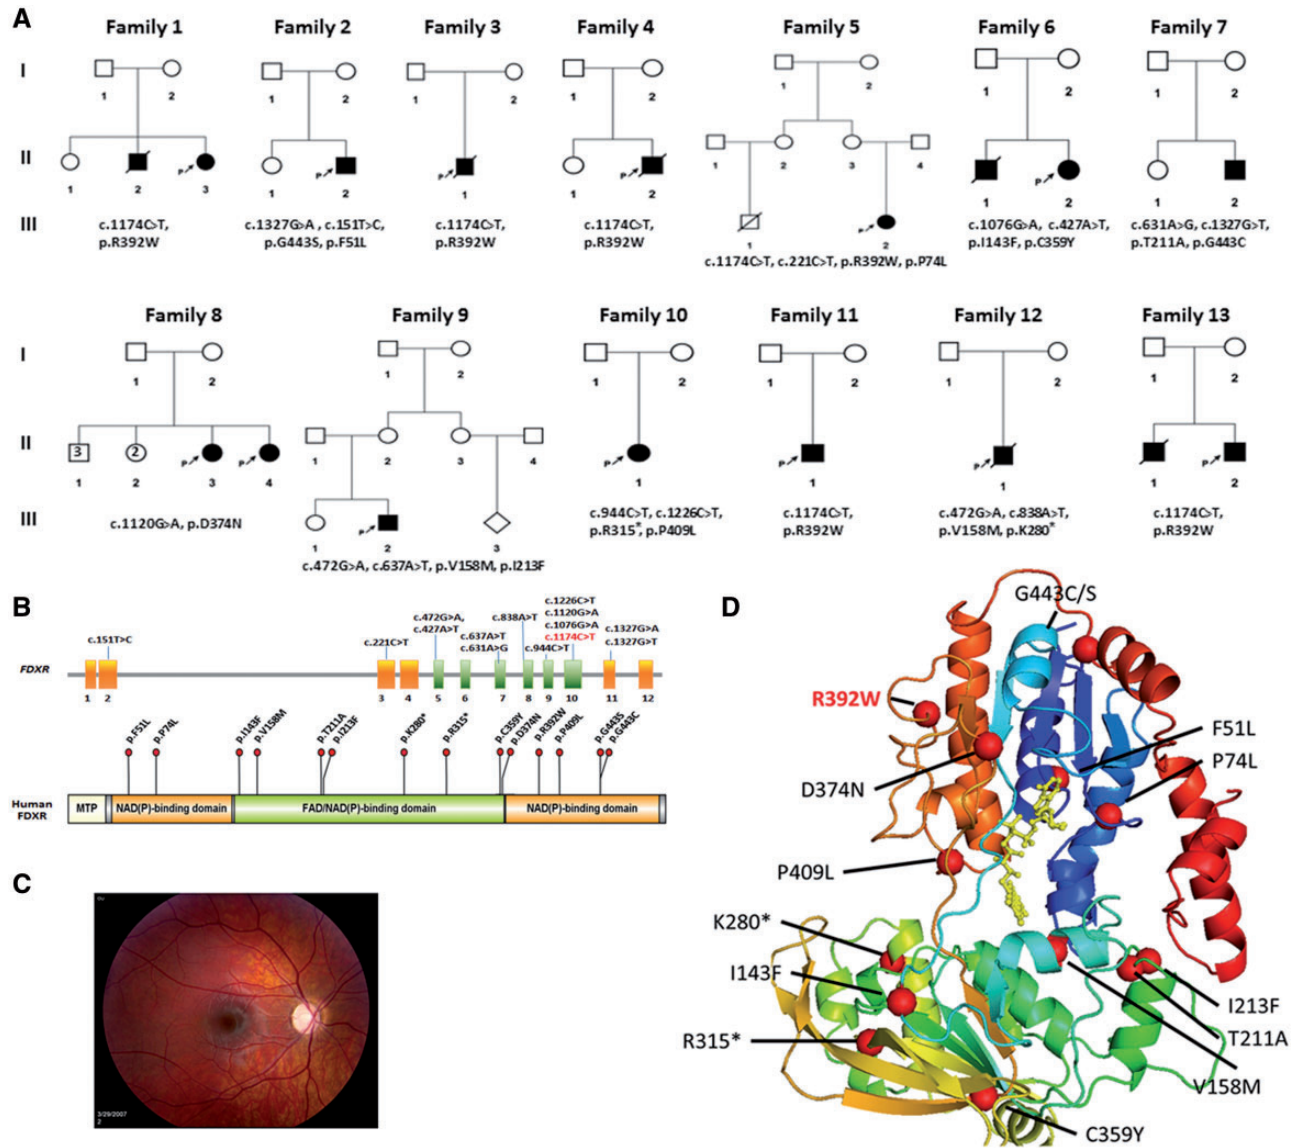 A
Family 1 Family 2 Family 3 Family 4 Family 5 Family 6 Family 7
I
1 2 1 2 1 2 1 2 1 2 1 2 1 2
II
P P P P P P
1 2 3 1 2 1 1 2 1 2 3 4 1 2 1 2
III
P
1 2
c.1174C>T,
p.R392W
c.1327G>A , c.151T>C,
p.G443S, p.F51L
c.1174C>T,
p.R392W
c.1174C>T,
p.R392W
c.1174C>T, c.221C>T, p.R392W, p.P74L
c.1076G>A, c.427A>T,
p.I143F, p.C359Y
c.631A>G, c.1327G>T,
p.T211A, p.G443C
Family 8 Family 9 Family 10 Family 11 Family 12 Family 13
I
1 2 1 2 1 2 1 2 1 2 1 2
II
3 2 P P P P P P
1 2 3 4 1 2 3 4 1 1 1 1 2
III
P
1 2 3
c.1120G>A, p.D374N
c.472G>A, c.637A>T, p.V158M, p.I213F
c.944C>T, c.1226C>T,
p.R315*, p.P409L
c.1174C>T,
p.R392W
c.472G>A, c.838A>T,
p.V158M, p.K280*
c.1174C>T,
p.R392W
B
c.151T>C
c.221C>T
c.472G>A,
c.427A>T
c.637A>T
c.631A>G
c.838A>T
c.944C>T
c.1226C>T
c.1120G>A
c.1076G>A
c.1174C>T
c.1327G>A
c.1327G>T
FDXR
1 2 3 4 5 6 7 8 9 10 11 12
p.F51L
p.P74L
p.I143F
p.V158M
p.T211A
p.I213F
p.K280*
p.R315*
p.C359Y
p.D374N
p.R392W
p.P409L
p.G443S
p.G443C
Human
FDXR
MTP NAD(P)-binding domain FAD/NAD(P)-binding domain NAD(P)-binding domain
C
3/29/2007
2
D
G443C/S
R392W
F51L
P74L
D374N
P409L
K280*
I143F
R315*
I213F
T211A
V158M
C359Y